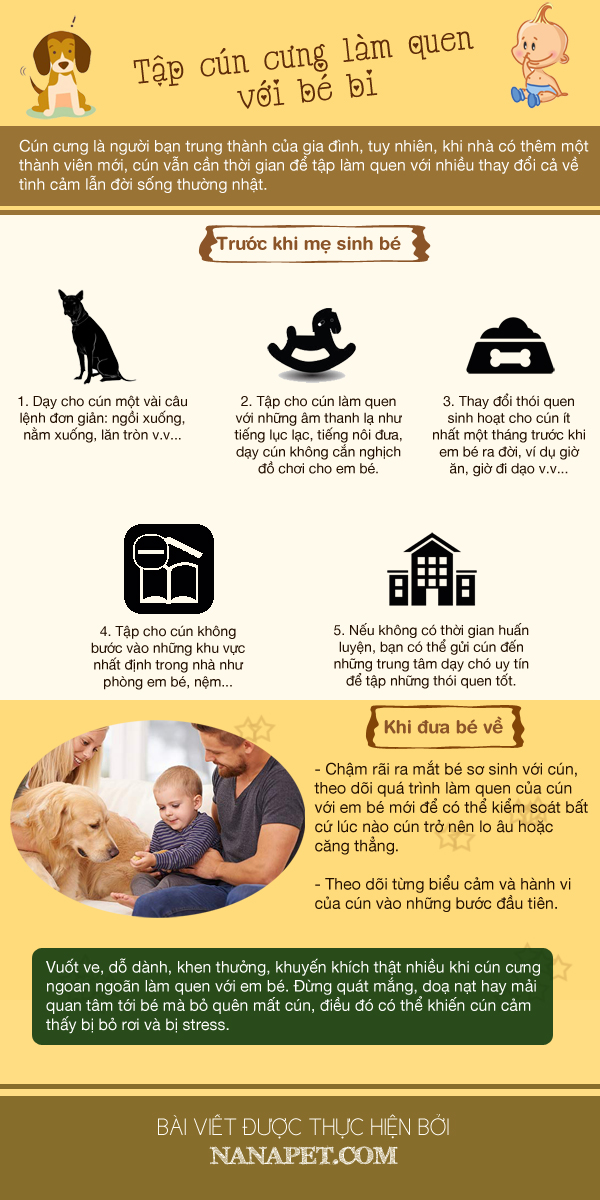 Tập cún cưng làm quen
với bé bi
Cún cưng là người bạn trung thành của gia đình, tuy nhiên, khi nhà có thêm một
thành viên mới, cún vẫn cần thời gian để tập làm quen với nhiều thay đổi cả về
tình cảm lẫn đời sống thường nhật.
Trước khi mẹ sinh bé
1. Dạy cho cún một vài câu
lệnh đơn giản: ngồi xuống,
nằm xuống, lăn tròn v.v...
2. Tập cho cún làm quen
với những âm thanh lạ như
tiếng lục lạc, tiếng nôi đưa,
dạy cún không cắn nghịch
đồ chơi cho em bé.
3. Thay đổi thói quen
sinh hoạt cho cún ít
nhất một tháng trước khi
em bé ra đời, ví dụ giờ
ăn, giờ đi dạo v.v...
4. Tập cho cún không
bước vào những khu vực
nhất định trong nhà như
phòng em bé, nệm...
5. Nếu không có thời gian huấn
luyện, bạn có thể gửi cún đến
những trung tâm dạy chó uy tín
để tập những thói quen tốt.
Khi đưa bé về
- Chậm rãi ra mắt bé sơ sinh với cún,
theo dõi quá trình làm quen của cún
với em bé mới để có thể kiểm soát bất
cứ lúc nào cún trở nên lo âu hoặc
căng thẳng.
- Theo dõi từng biểu cảm và hành vi
của cún vào những bước đầu tiên.
Vuốt ve, dỗ dành, khen thưởng, khuyến khích thật nhiều khi cún cưng
ngoan ngoãn làm quen với em bé. Đừng quát mắng, doạ nạt hay mải
quan tâm tới bé mà bỏ quên mất cún, điều đó có thể khiến cún cảm
thấy bị bỏ rơi và bị stress.
BÀI VIẾT ĐƯỢC THỰC HIỆN BỞI
NANAPET.COM